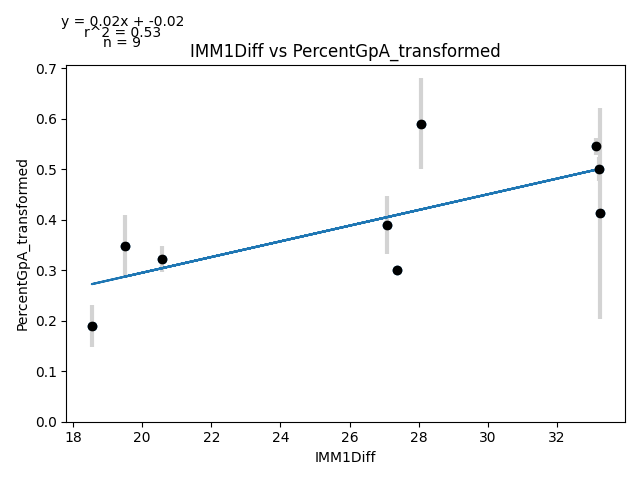 y = 0.02x + -0.02
r^2 = 0.53
n = 9
IMM1Diff vs PercentGpA_transformed
PercentGpA_transformed
0.7
0.6
0.5
0.4
0.3
0.2
0.1
0.0
18 20 22 24 26 28 30 32
IMM1Diff